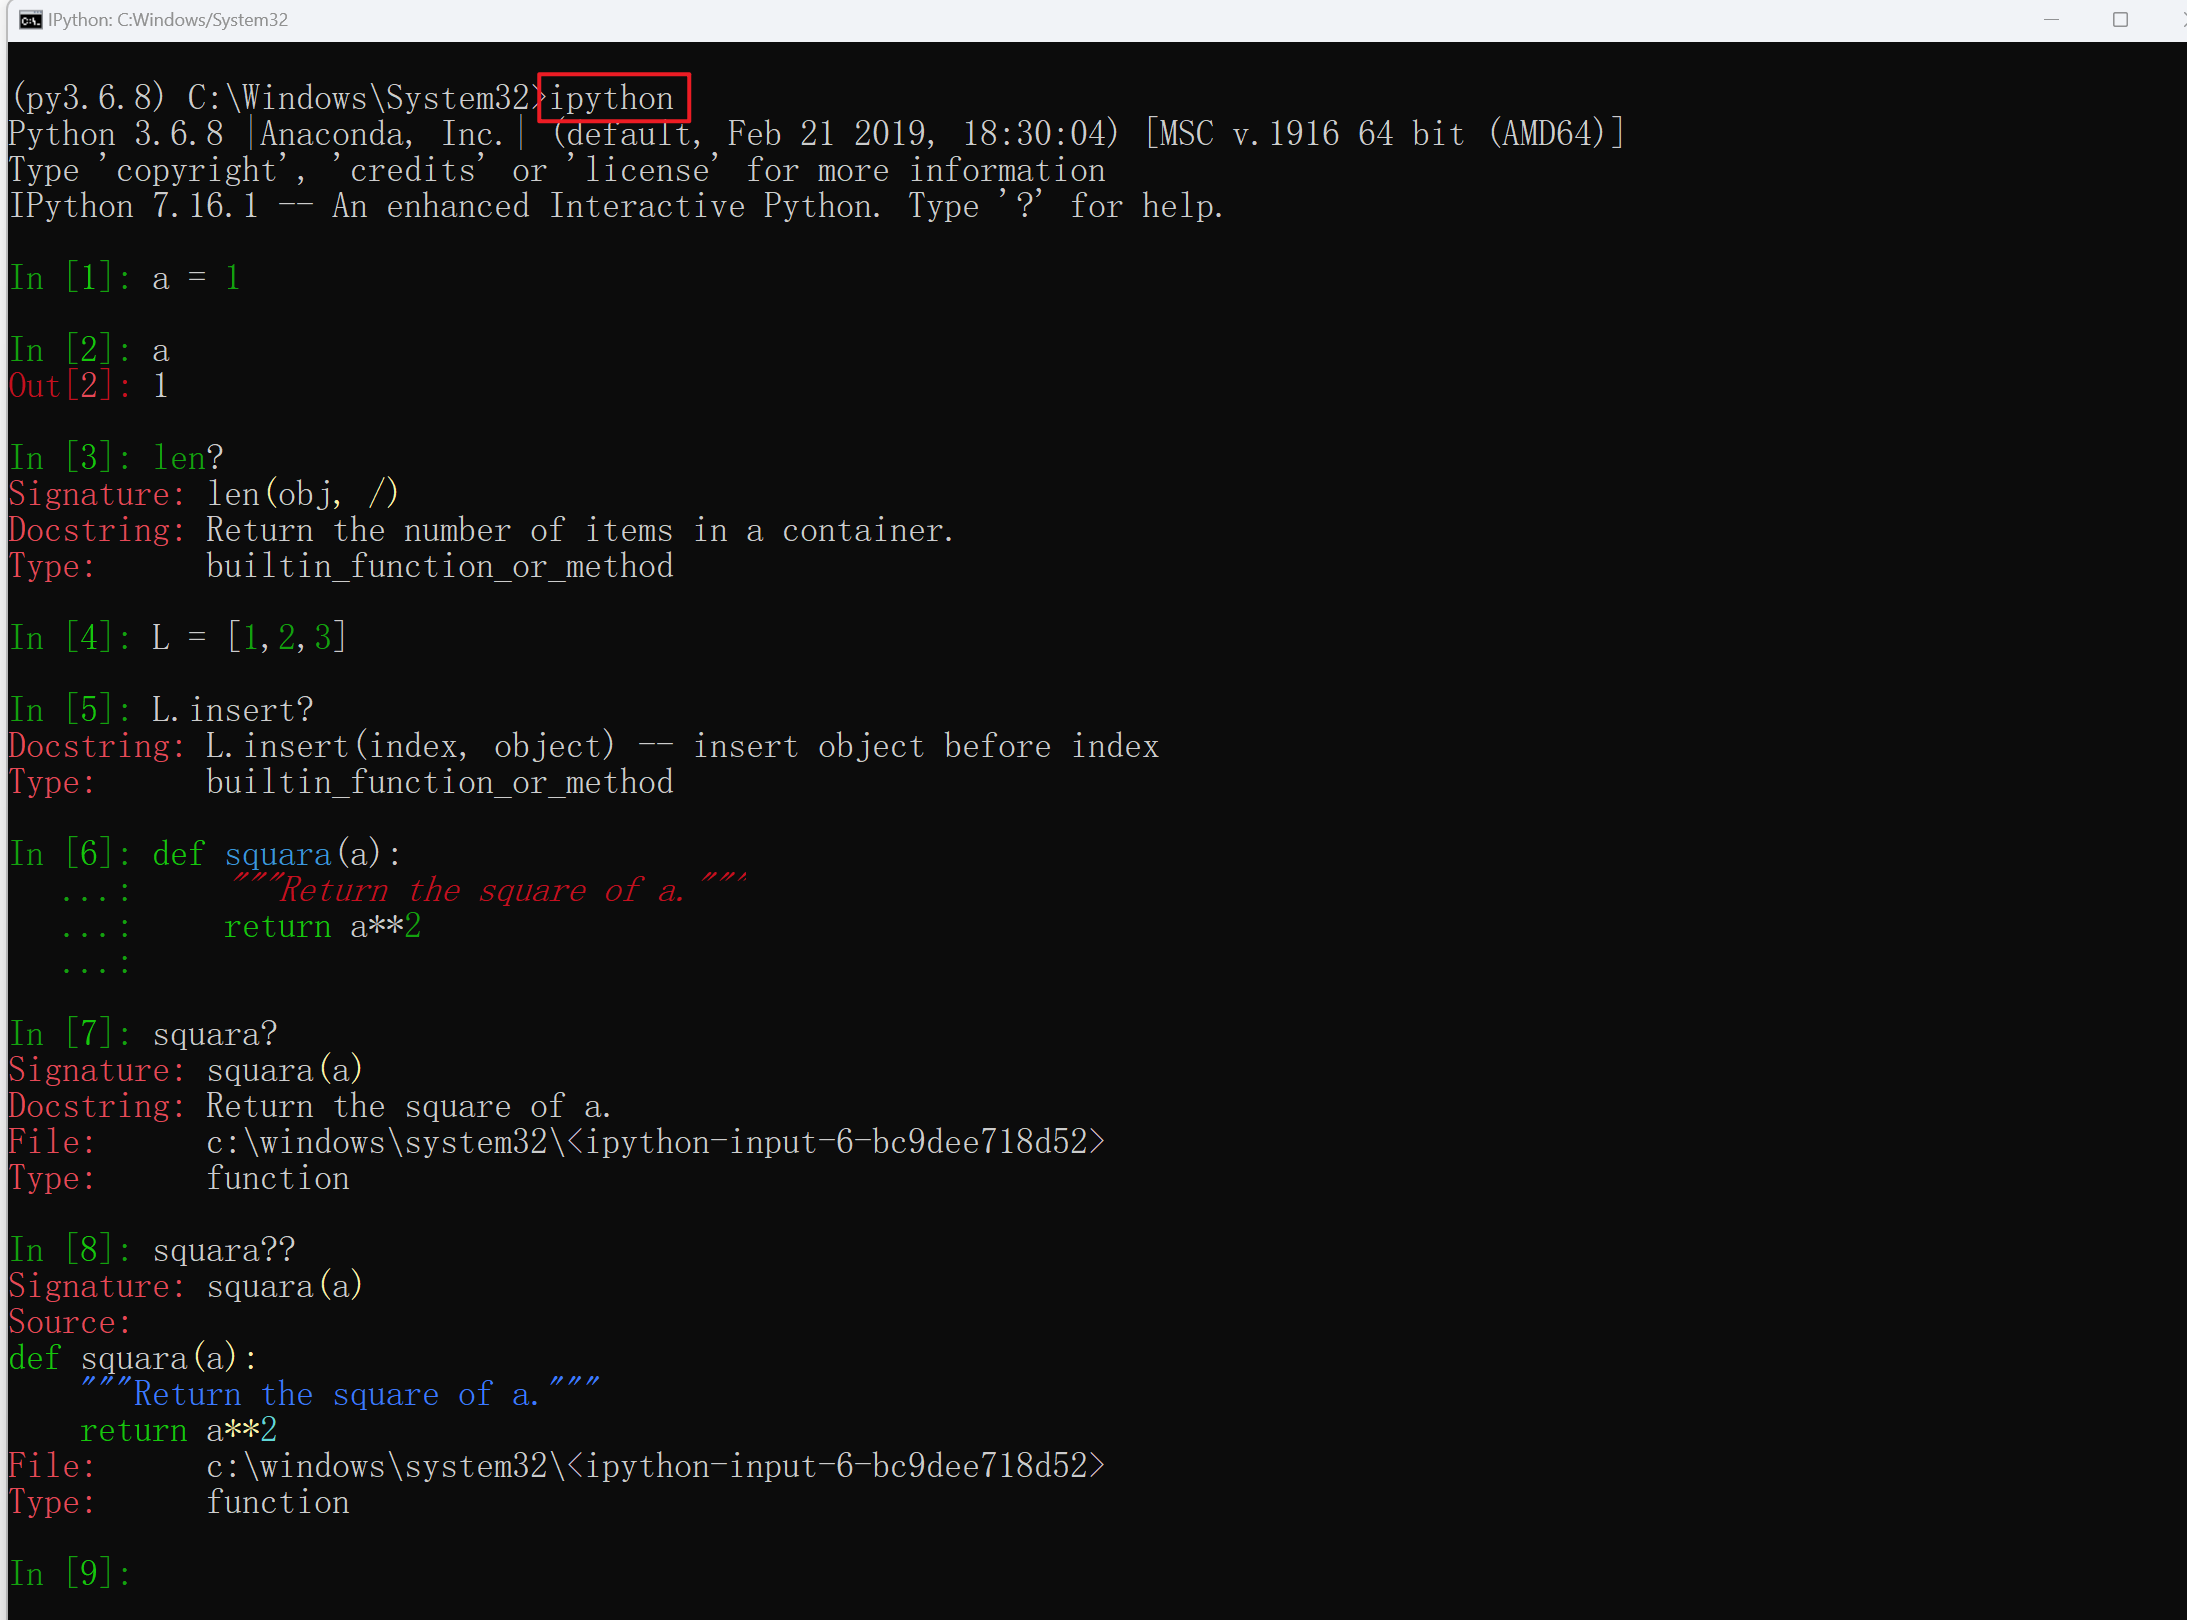 IPython: C:Windows/System32
(py3.6.8) C:\Windows\System32>ipython
Python 3.6.8 |Anaconda, Inc.| (default, Feb 21 2019, 18:30:04) [MSC v.1916 64 bit (AMD64)]
Type 'copyright', 'credits' or 'license' for more information
IPython 7.16.1 -- An enhanced Interactive Python. Type '?' for help.
In [1]: a = 1
In [2]: a
Out[2]: 1
In [3]: len?
Signature: len(obj, /)
Docstring: Return the number of items in a container.
Type:      builtin_function_or_method
In [4]: L = [1,2,3]
In [5]: L.insert?
Docstring: L.insert(index, object) -- insert object before index
Type:      builtin_function_or_method
In [6]: def squara(a):
   ...:     """Return the square of a."""
   ...:     return a**2
   ...:
In [7]: squara?
Signature: squara(a)
Docstring: Return the square of a.
File:      c:\windows\system32\<ipython-input-6-bc9dee718d52>
Type:      function
In [8]: squara??
Signature: squara(a)
Source:
def squara(a):
    """Return the square of a."""
    return a**2
File:      c:\windows\system32\<ipython-input-6-bc9dee718d52>
Type:      function
In [9]: